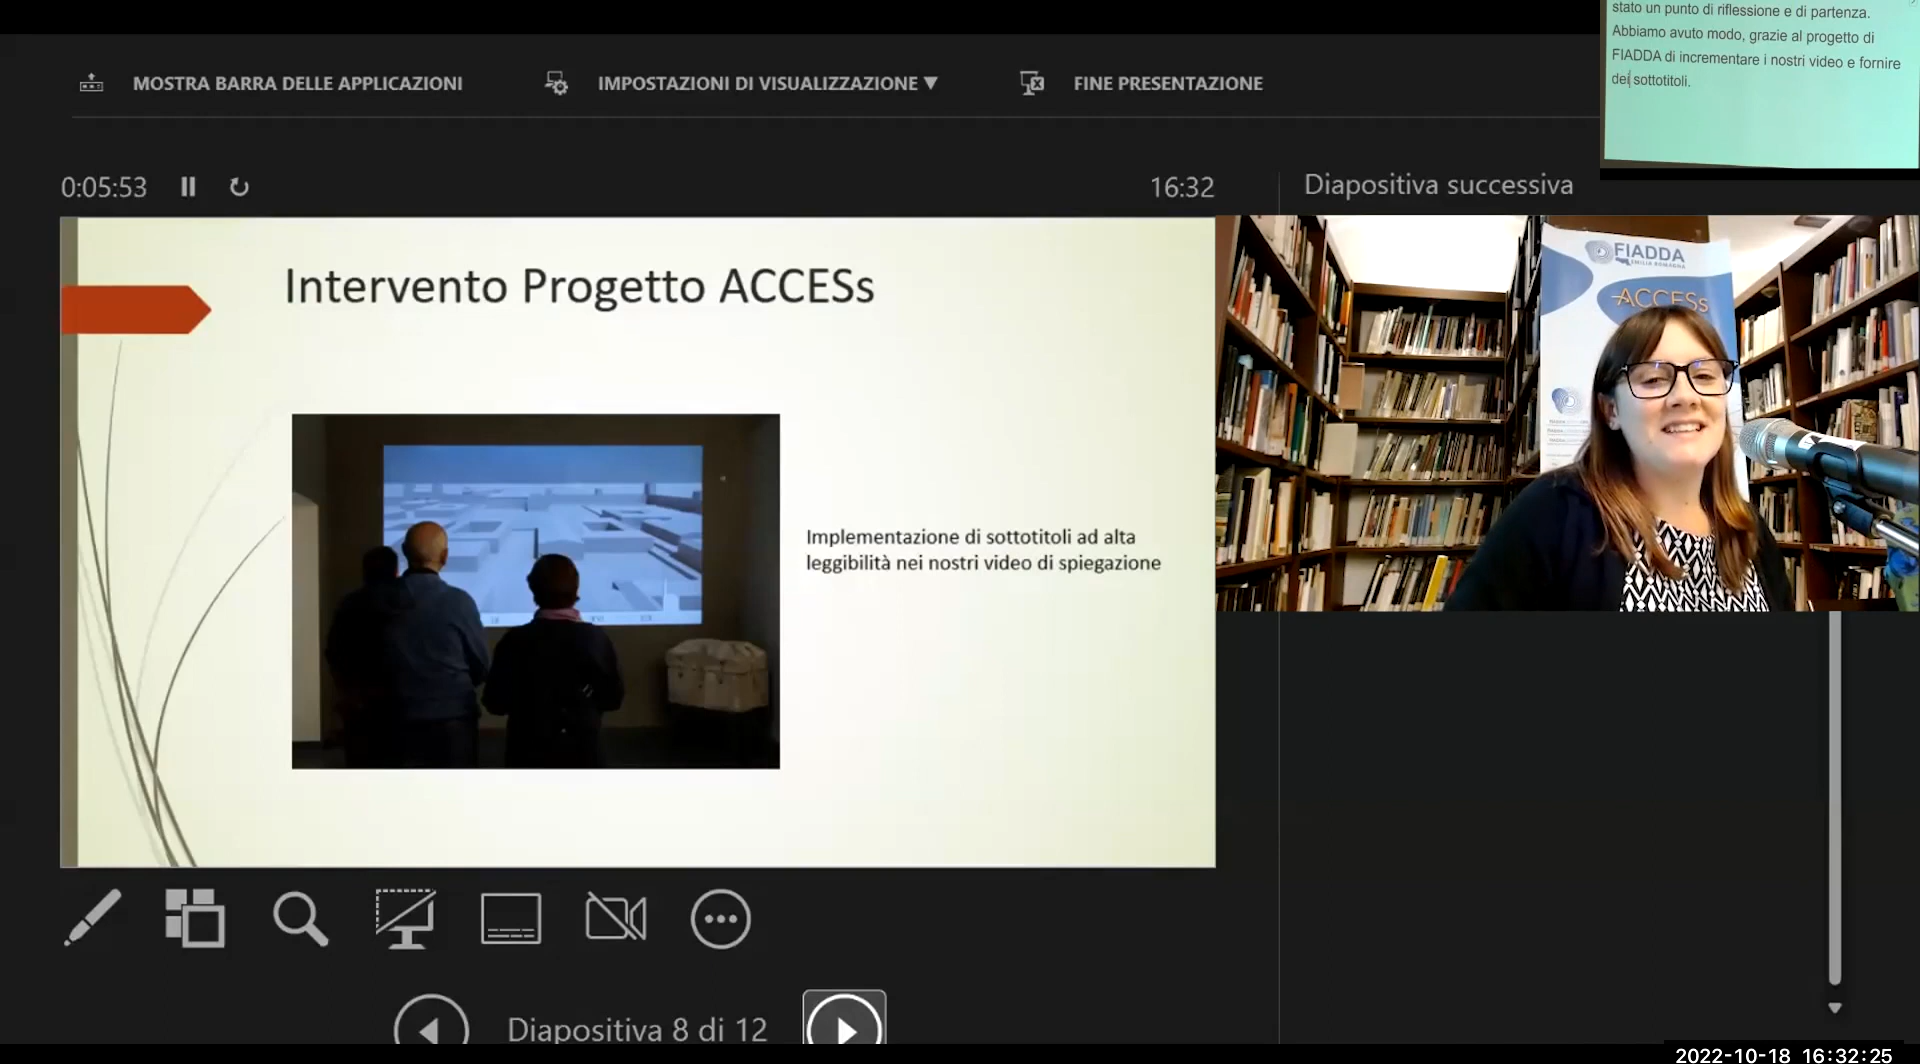 stato un punto di riflessione e di partenza.
Abbiamo avuto modo, grazie al progetto di
FIADDA di incrementare i nostri video e fornire
dei sottotitoli.
MOSTRA BARRA DELLE APPLICAZIONI
IMPOSTAZIONI DI VISUALIZZAZIONE ▼
FINE PRESENTAZIONE
0:05:53
16:32
Diapositiva successiva
Intervento Progetto ACCESs
Implementazione di sottotitoli ad alta
leggibilità nei nostri video di spiegazione
FIADDA
EMILIA ROMAGNA
ACCESs
Diapositiva 8 di 12
2022-10-18 16:32:25